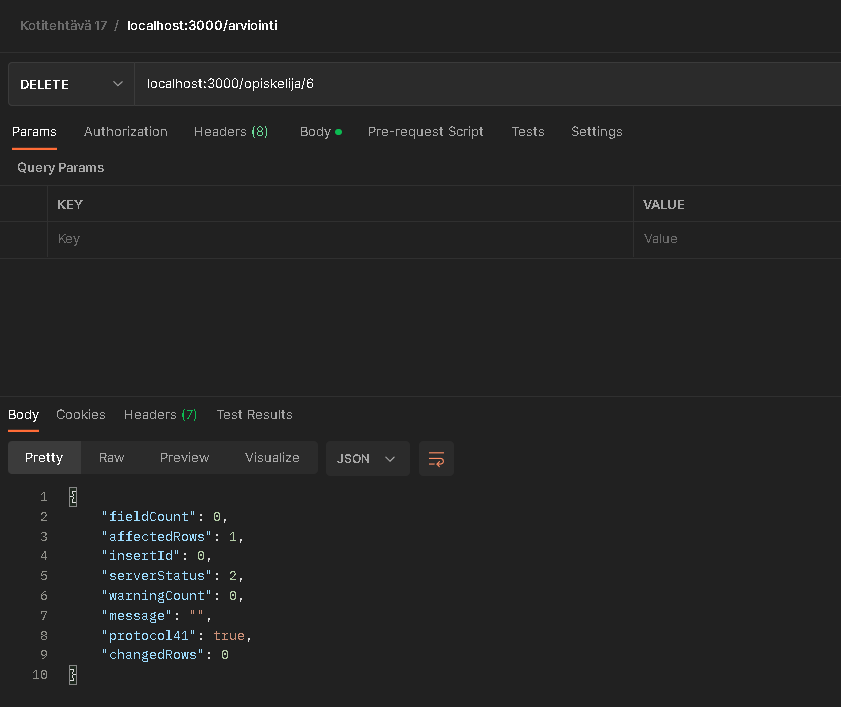 Kotitehtävä 17 / localhost:3000/arviointi
DELETE localhost:3000/opiskelija/6
Params Authorization Headers (8) Body Pre-request Script Tests Settings
Query Params
KEY VALUE
Key Value
Body Cookies Headers (7) Test Results
Pretty Raw Preview Visualize JSON
1 {
2 "fieldCount": 0,
3 "affectedRows": 1,
4 "insertId": 0,
5 "serverStatus": 2,
6 "warningCount": 0,
7 "message": "",
8 "protocol41": true,
9 "changedRows": 0
10 }